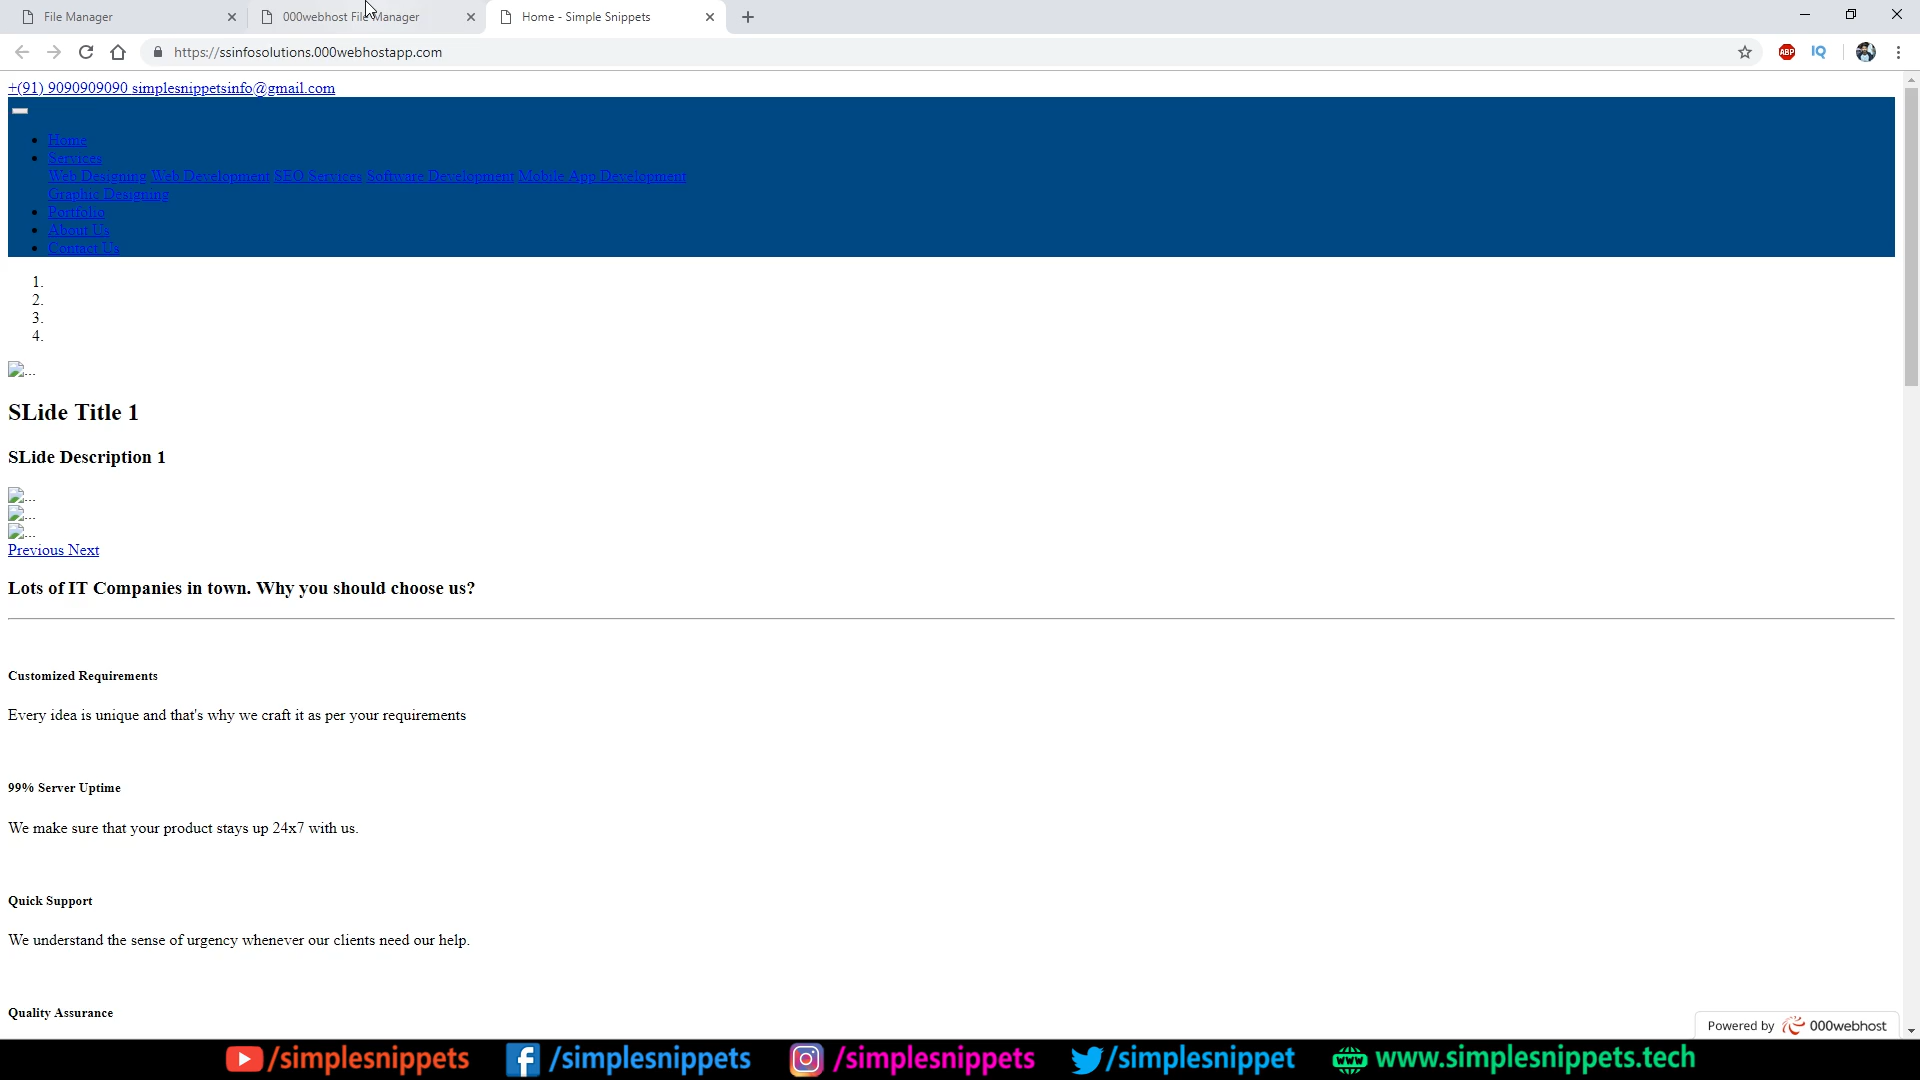 File Manager
000webhost File Manager
Home - Simple Snippets
https://ssinfosolutions.000webhostapp.com
ABP
IQ
+(91) 9090909090 simplesnippetsinfo@gmail.com
• Home
• Services
Web Designing Web Development SEO Services Software Development Mobile App Development
Graphic Designing
• Portfolio
• About Us
• Contact Us
1.
2.
3.
4.
...
SLide Title 1
SLide Description 1
...
...
...
Previous Next
Lots of IT Companies in town. Why you should choose us?
Customized Requirements
Every idea is unique and that's why we craft it as per your requirements
99% Server Uptime
We make sure that your product stays up 24x7 with us.
Quick Support
We understand the sense of urgency whenever our clients need our help.
Quality Assurance
Powered by 000webhost
/simplesnippets /simplesnippets /simplesnippets /simplesnippet www www.simplesnippets.tech